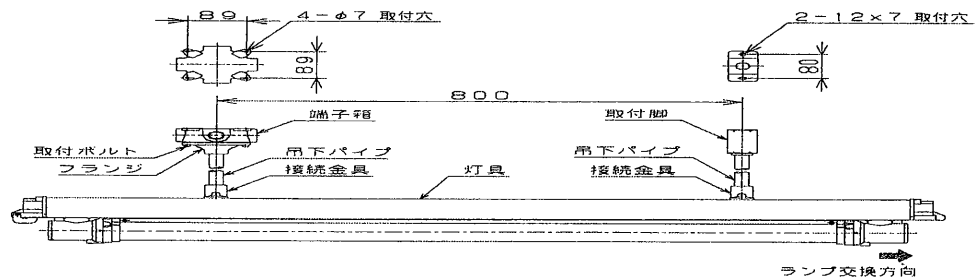 89
4-φ7 取付穴
89
2-12×7 取付穴
80
800
端子箱
取付脚
取付ボルト
フランジ
吊下パイプ
接続金具
灯具
吊下パイプ
接続金具
ランプ交換方向